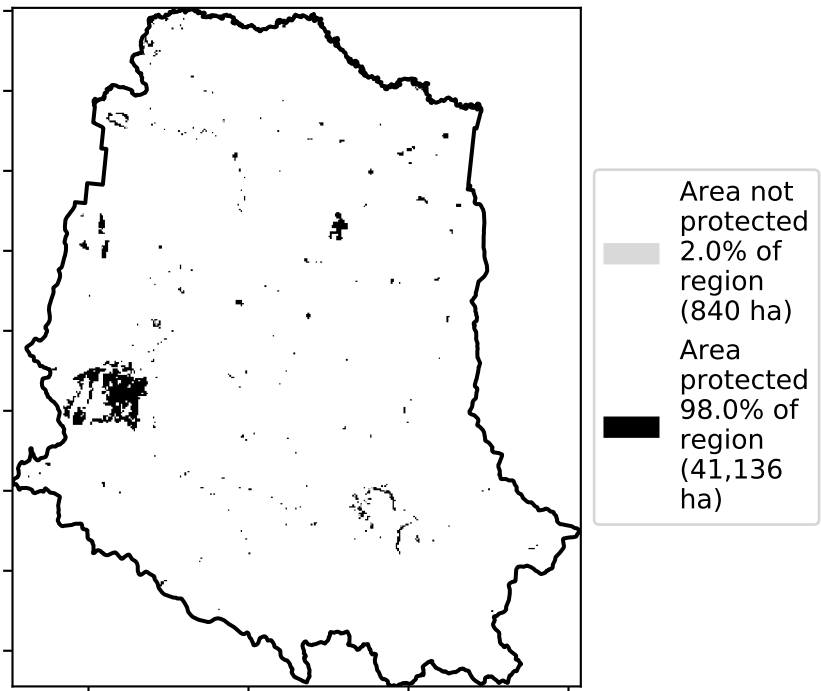 Area not
protected
2.0% of
region
(840 ha)
Area
protected
98.0% of
region
(41,136
ha)